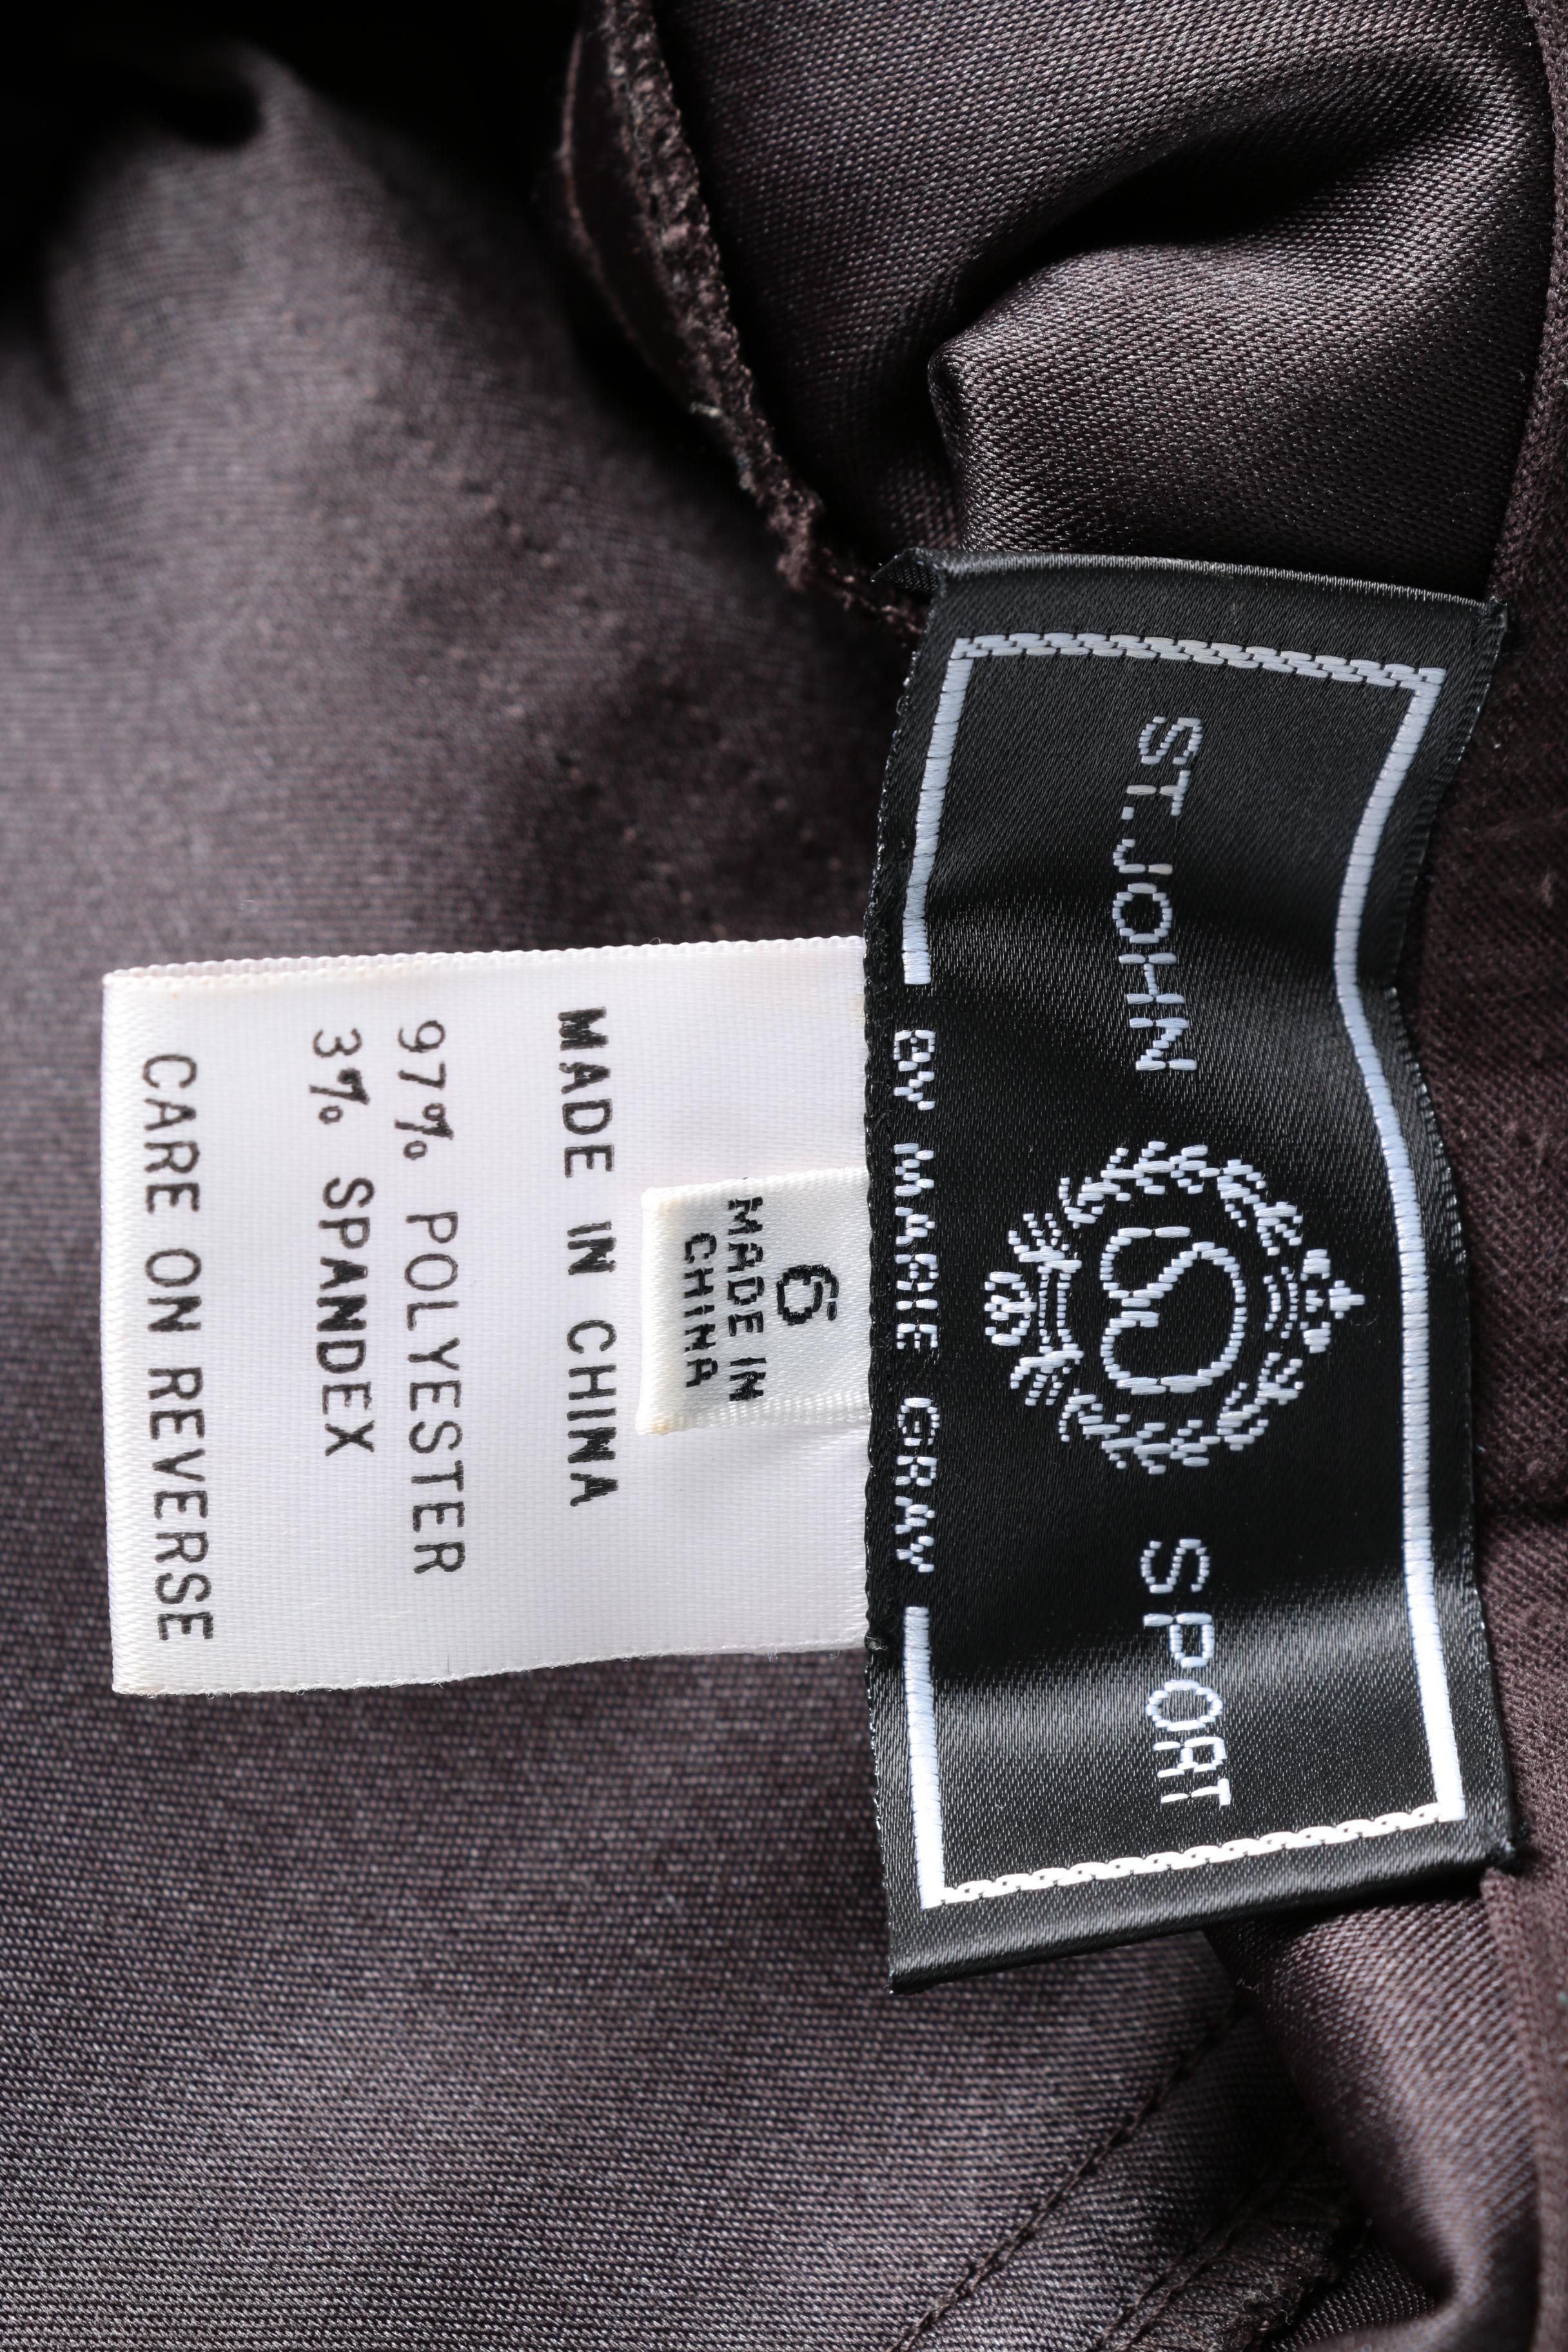 ST. JOHN SJ SPORT
BY MARIE GRAY
6
MADE IN
CHINA
MADE IN CHINA
97% POLYESTER
3% SPANDEX
CARE ON REVERSE